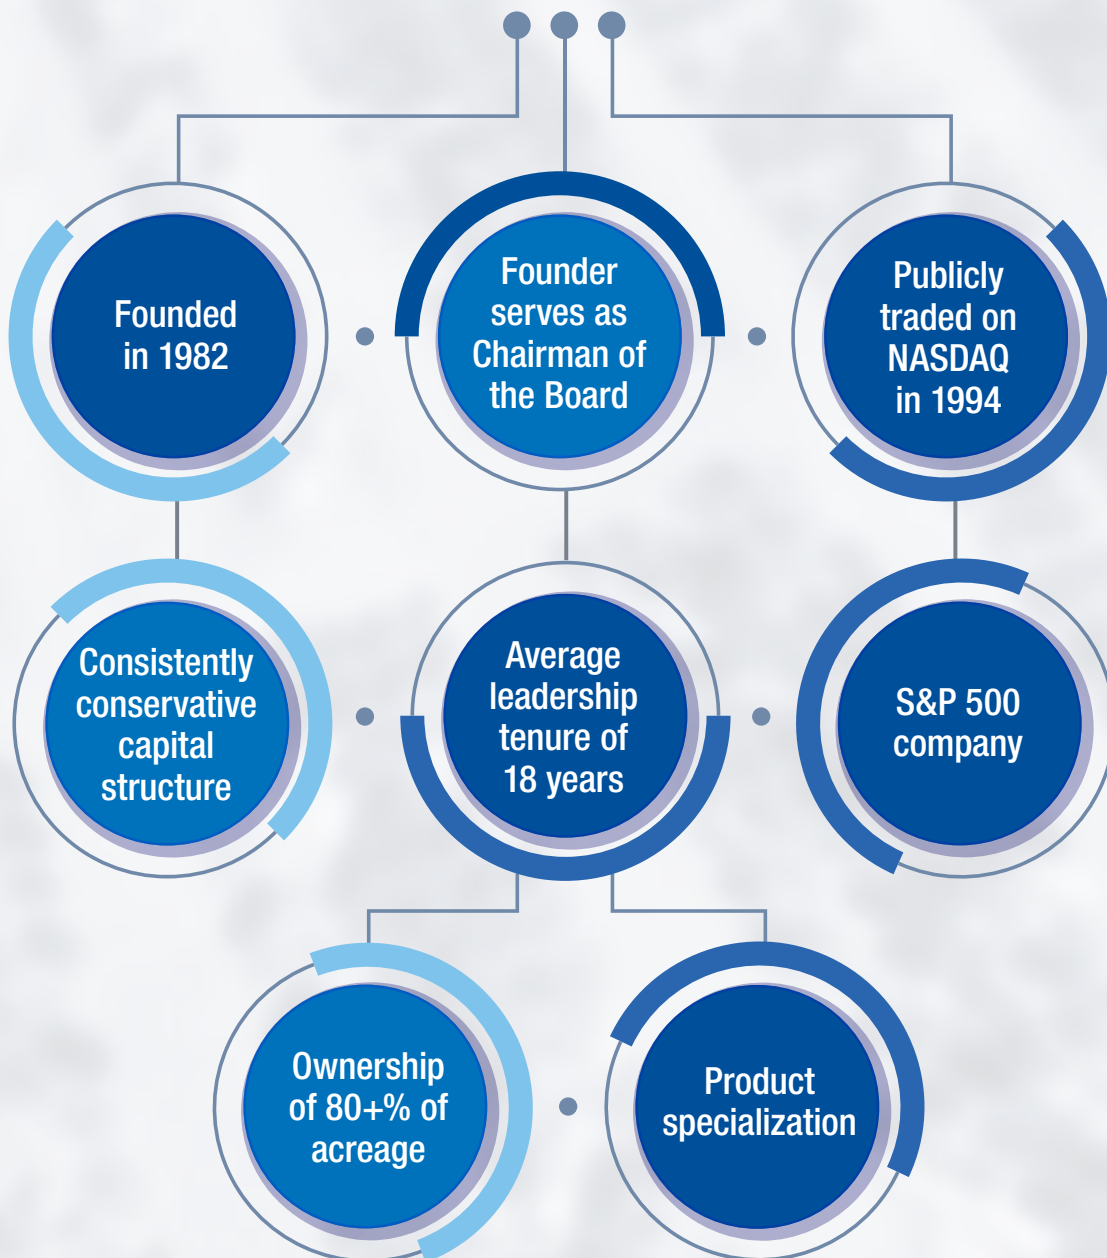 Founded
in 1982
Founder
serves as
Chairman of
the Board
Publicly
traded on
NASDAQ
in 1994
Consistently
conservative
capital
structure
Average
leadership
tenure of
18 years
S&P 500
company
Ownership
of 80+% of
acreage
Product
specialization